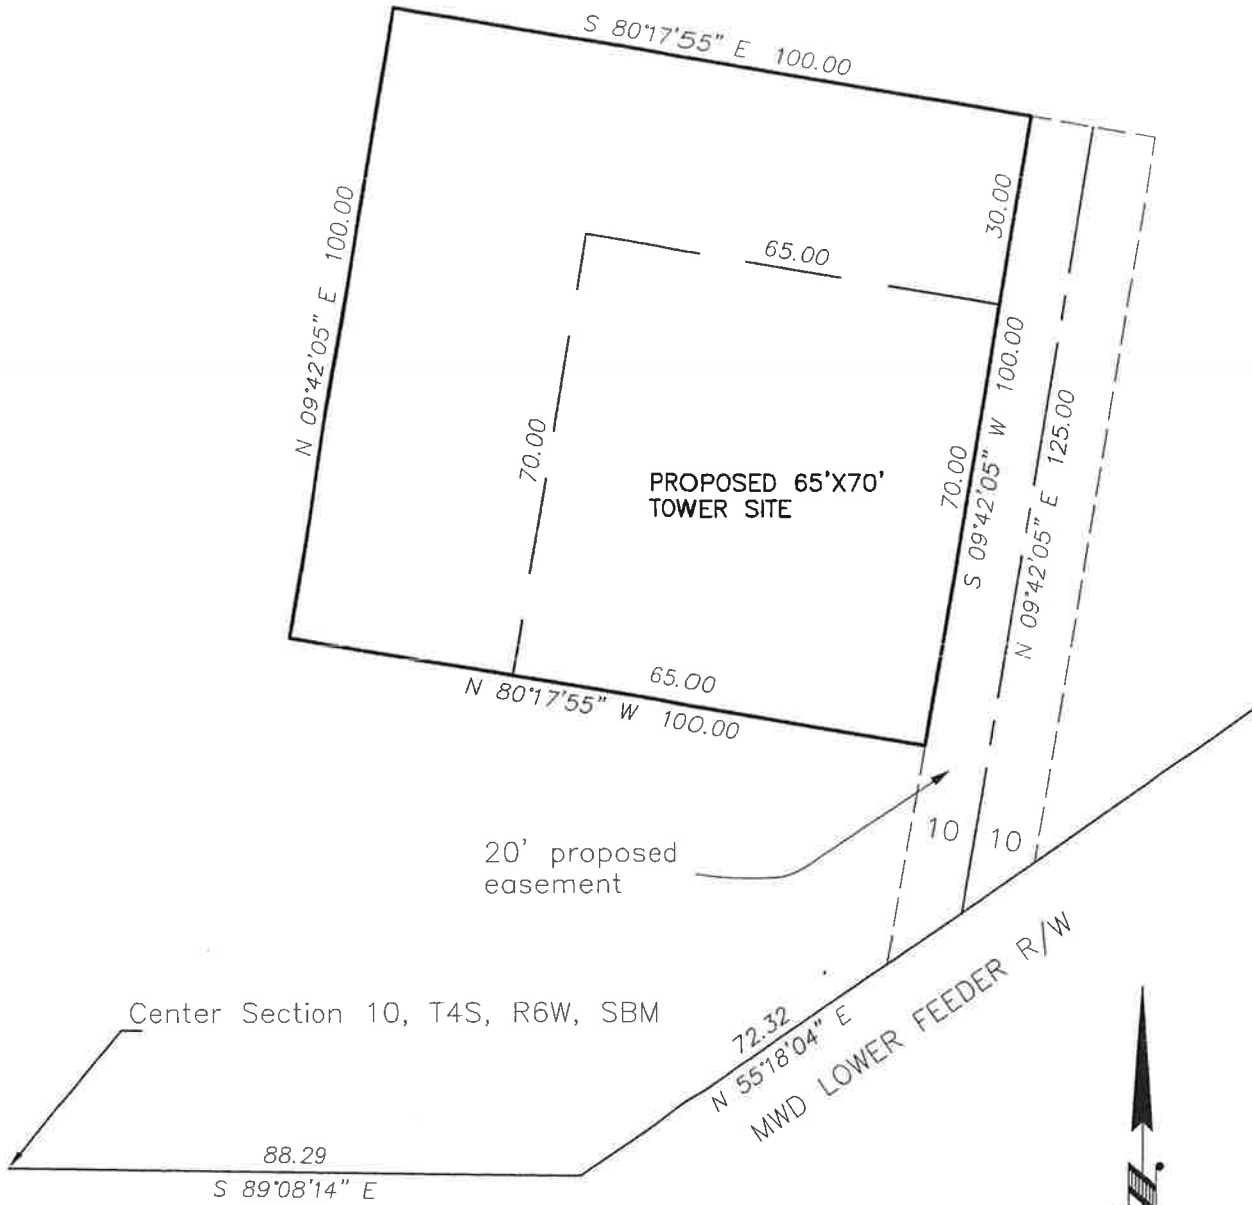 S 80°17'55" E 100.00
N 09°42'05" E 100.00
30.00
65.00
70.00
PROPOSED 65'X70'
TOWER SITE
70.00
S 09°42'05" W 100.00
N 09°42'05" E 125.00
65.00
N 80°17'55" W 100.00
20' proposed
easement
10
10
Center Section 10, T4S, R6W, SBM
72.32
N 55°18'04" E
MWD LOWER FEEDER R/W
88.29
S 89°08'14" E